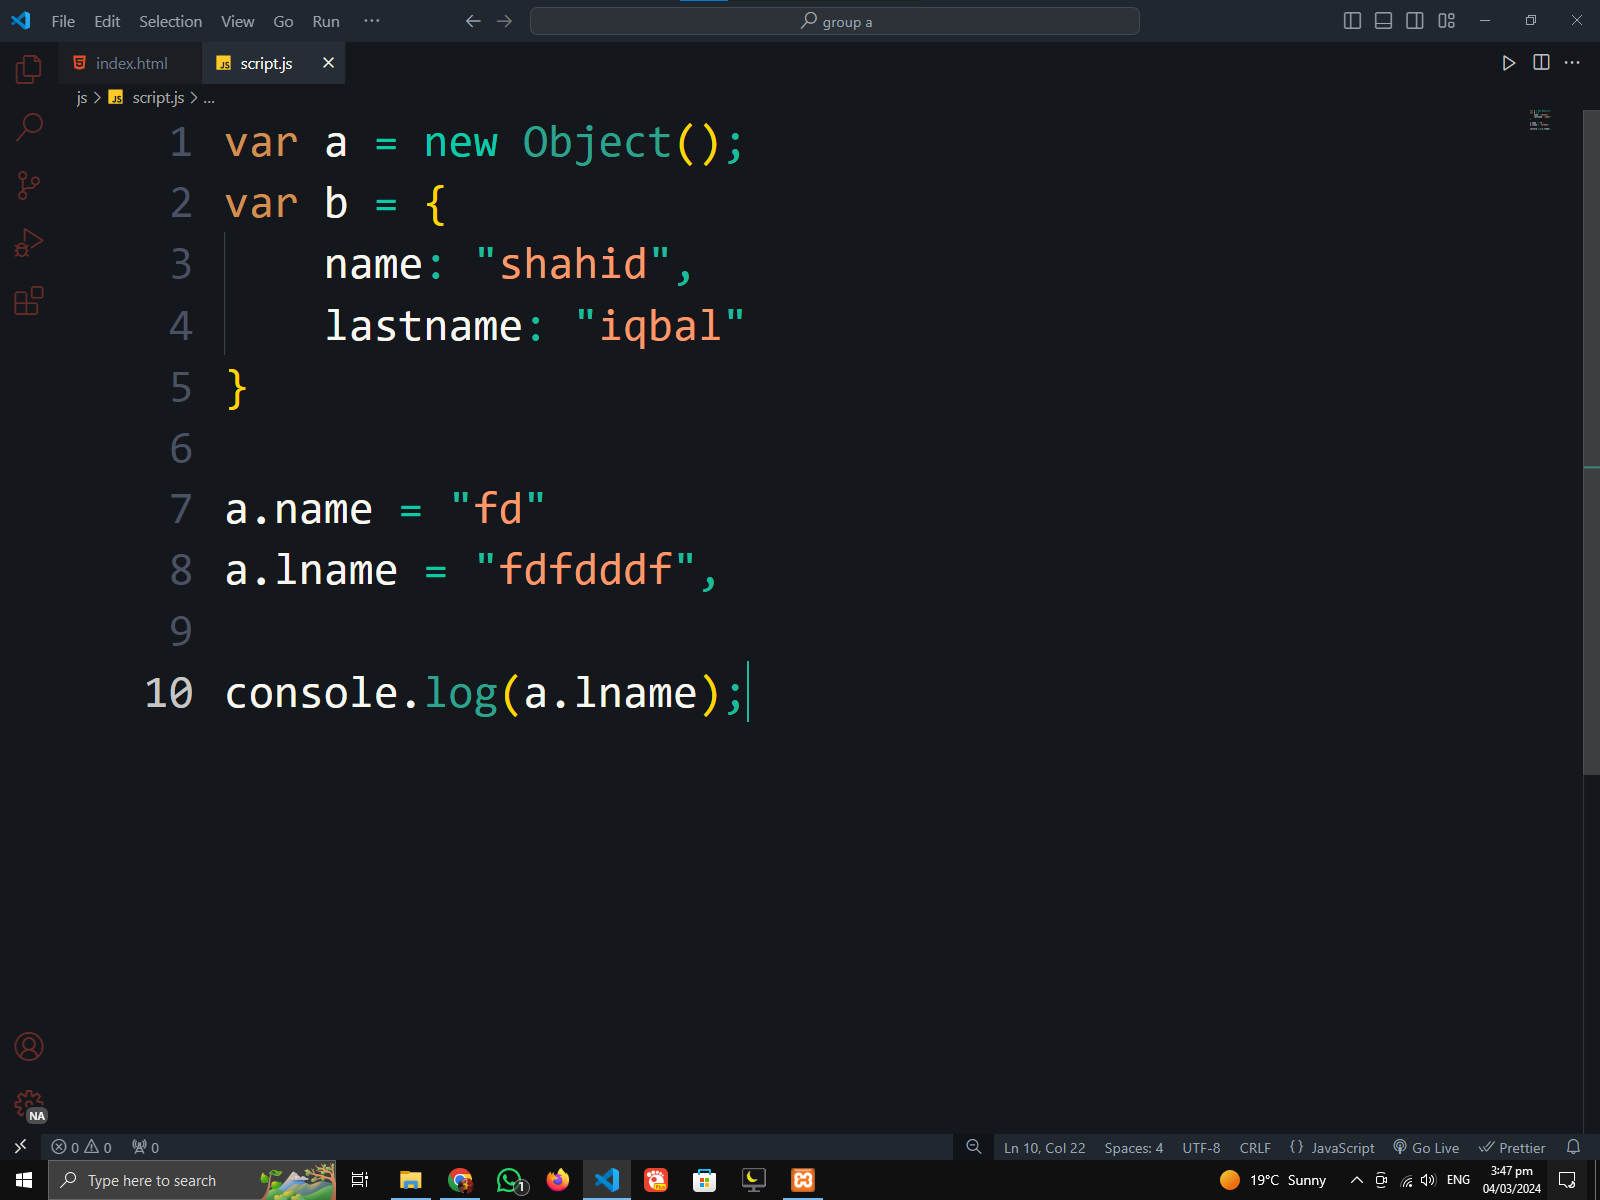 File Edit Selection View Go Run ···
group a
index.html
script.js
js > JS script.js > ...
1 var a = new Object();
2 var b = {
3     name: "shahid",
4     lastname: "iqbal"
5 }
6
7 a.name = "fd"
8 a.lname = "fdfdddf",
9
10 console.log(a.lname);
NA
0 0 0
Ln 10, Col 22 Spaces: 4 UTF-8 CRLF {} JavaScript Go Live Prettier
Type here to search
1
19°C Sunny
ENG
3:47 pm
04/03/2024